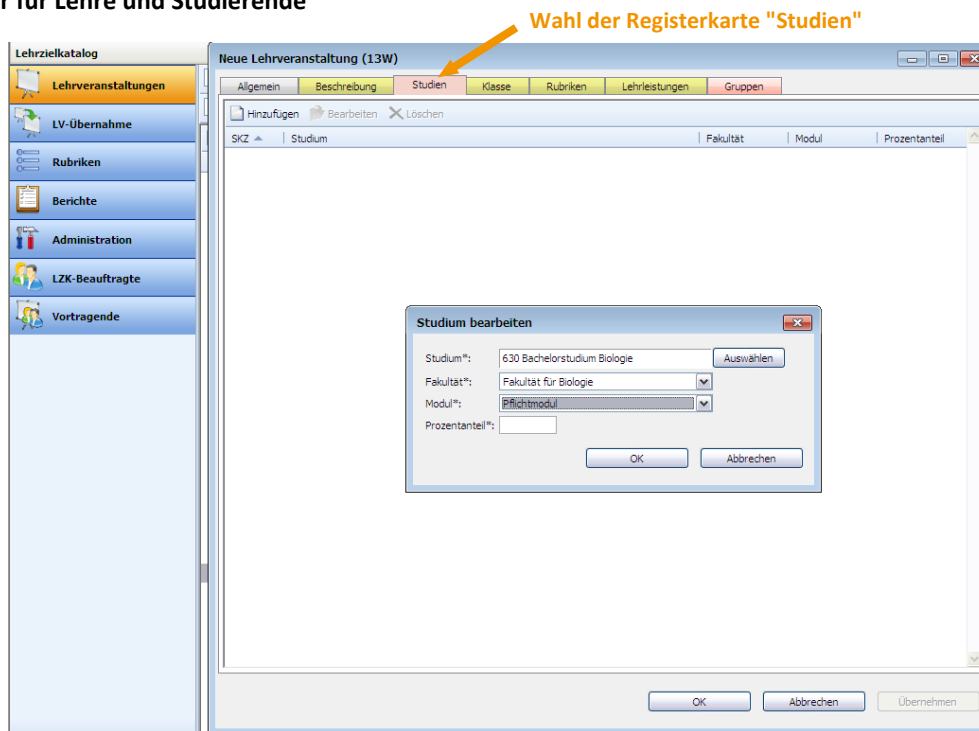 für Lehre und Studierende
Wahl der Registerkarte "Studien"
Lehrzielkatalog
Lehrveranstaltungen
LV-Übernahme
Rubriken
Berichte
Administration
LZK-Beauftragte
Vortragende
Neue Lehrveranstaltung (13W)
Allgemein Beschreibung Studien Klasse Rubriken Lehrleistungen Gruppen
Hinzufügen Bearbeiten Löschen
SKZ Studium Fakultät Modul Prozentanteil
Studium bearbeiten
Studium*: 630 Bachelorstudium Biologie Auswählen
Fakultät*: Fakultät für Biologie
Modul*: Pflichtmodul
Prozentanteil*:
OK Abbrechen
OK Abbrechen Übernehmen